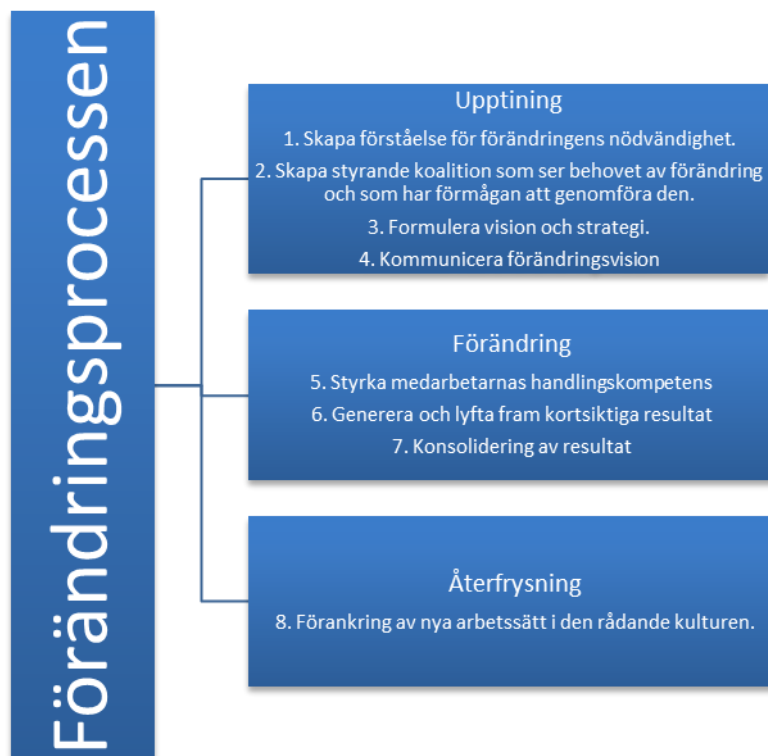 Förändringsprocessen
Upptining
1. Skapa förståelse för förändringens nödvändighet.
2. Skapa styrande koalition som ser behovet av förändring
och som har förmågan att genomföra den.
3. Formulera vision och strategi.
4. Kommunicera förändringsvision
Förändring
5. Styrka medarbetarnas handlingskompetens
6. Generera och lyfta fram kortsiktiga resultat
7. Konsolidering av resultat
Återfrysning
8. Förankring av nya arbetssätt i den rådande kulturen.